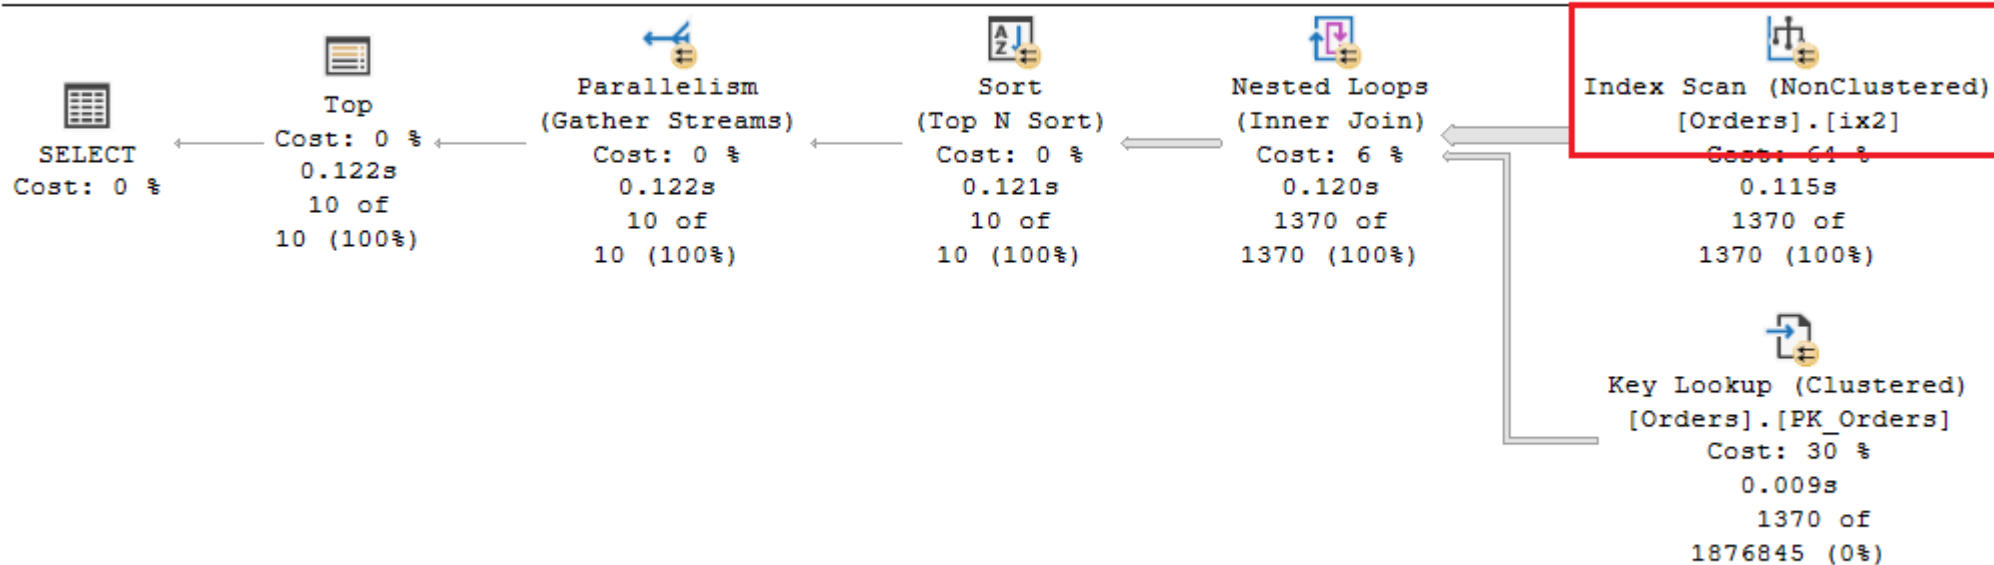 SELECT
Cost: 0 %
Top
Cost: 0 %
0.122s
10 of
10 (100%)
Parallelism
(Gather Streams)
Cost: 0 %
0.122s
10 of
10 (100%)
A
Z
Sort
(Top N Sort)
Cost: 0 %
0.121s
10 of
10 (100%)
Nested Loops
(Inner Join)
Cost: 6 %
0.120s
1370 of
1370 (100%)
Index Scan (NonClustered)
[Orders].[ix2]
Cost: 64 %
0.115s
1370 of
1370 (100%)
Key Lookup (Clustered)
[Orders].[PK_Orders]
Cost: 30 %
0.009s
1370 of
1876845 (0%)